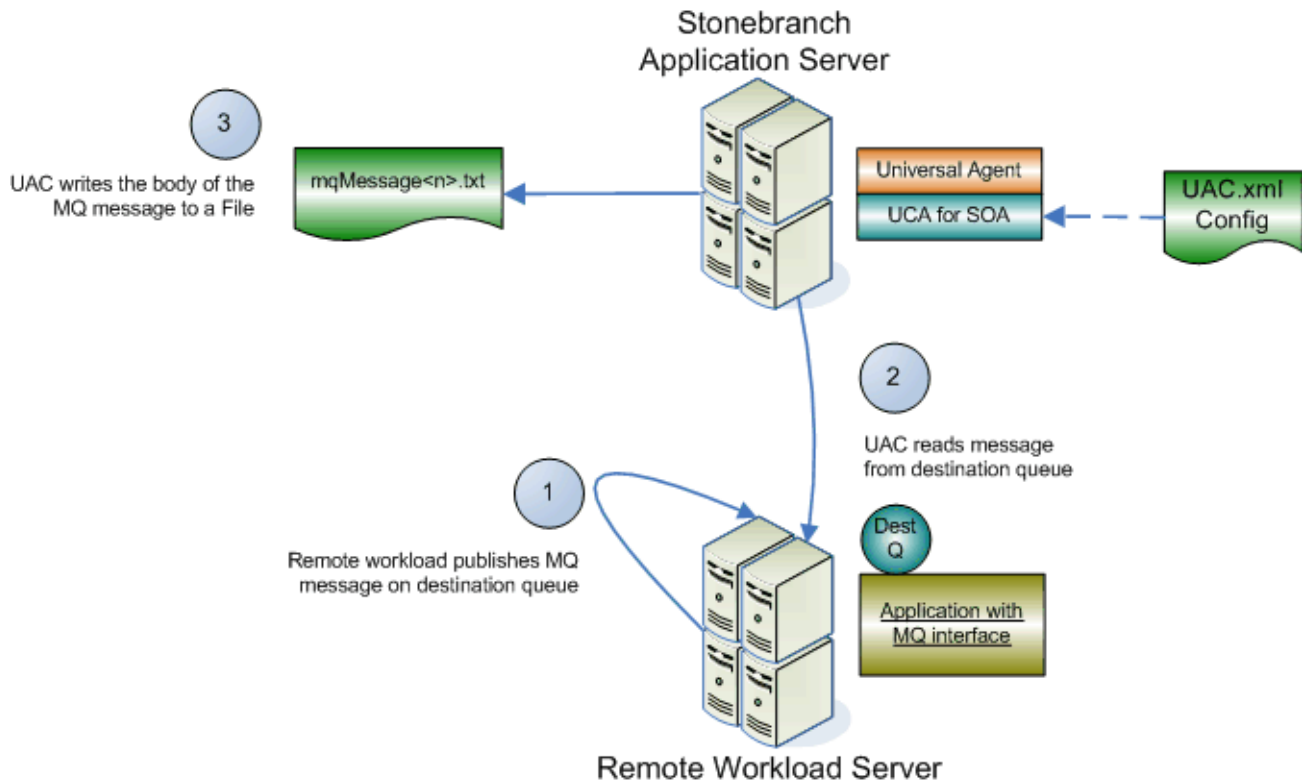 Stonebranch
Application Server
3
UAC writes the body of the
MQ message to a File
mqMessage<n>.txt
Universal Agent
UCA for SOA
UAC.xml
Config
2
UAC reads message
from destination queue
1
Remote workload publishes MQ
message on destination queue
Dest
Q
Application with
MQ interface
Remote Workload Server